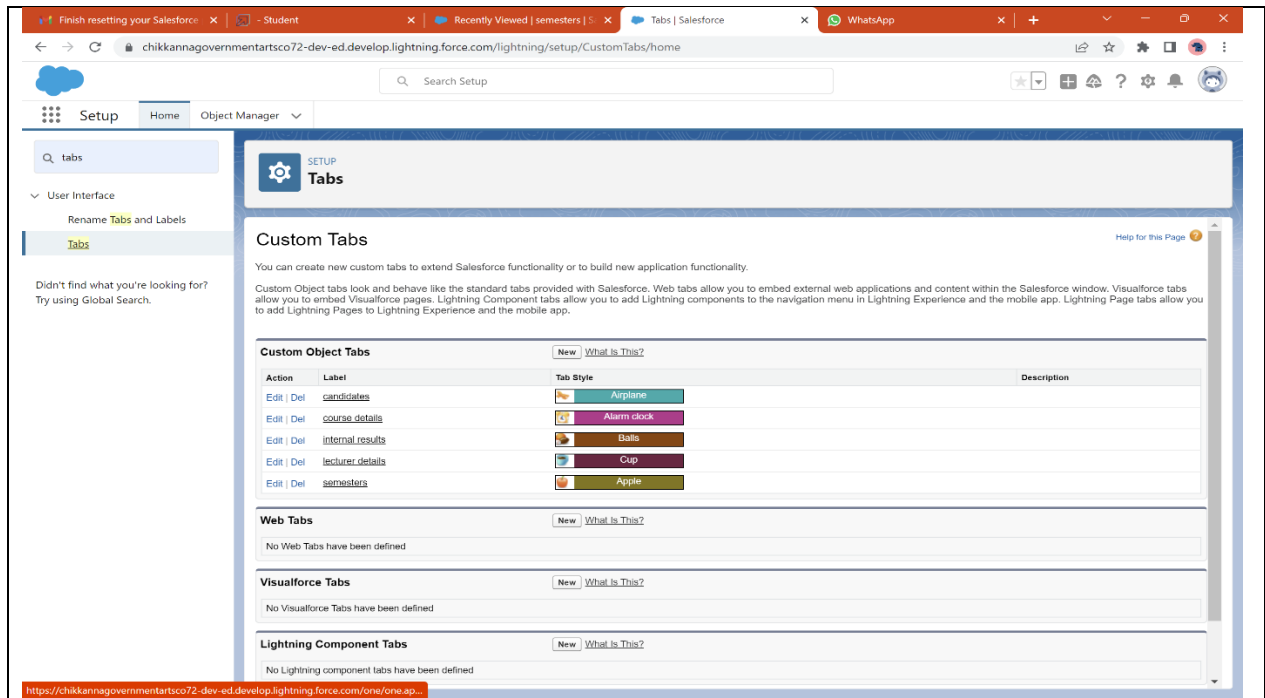 Finish resetting your Salesforce
- Student
Recently Viewed | semesters | Sa
Tabs | Salesforce
WhatsApp
chikkannagovernmentartsco72-dev-ed.develop.lightning.force.com/lightning/setup/CustomTabs/home
Search Setup
Setup
Home
Object Manager
tabs
User Interface
Rename Tabs and Labels
Tabs
Didn't find what you're looking for?
Try using Global Search.
SETUP
Tabs
Custom Tabs
Help for this Page
You can create new custom tabs to extend Salesforce functionality or to build new application functionality.
Custom Object tabs look and behave like the standard tabs provided with Salesforce. Web tabs allow you to embed external web applications and content within the Salesforce window. Visualforce tabs
allow you to embed Visualforce pages. Lightning Component tabs allow you to add Lightning components to the navigation menu in Lightning Experience and the mobile app. Lightning Page tabs allow you
to add Lightning Pages to Lightning Experience and the mobile app.
Custom Object Tabs New What Is This?
Action Label Tab Style Description
Edit | Del candidates Airplane
Edit | Del course details Alarm clock
Edit | Del internal results Balls
Edit | Del lecturer details Cup
Edit | Del semesters Apple
Web Tabs New What Is This?
No Web Tabs have been defined
Visualforce Tabs New What Is This?
No Visualforce Tabs have been defined
Lightning Component Tabs New What Is This?
No Lightning component tabs have been defined
https://chikkannagovernmentartsco72-dev-ed.develop.lightning.force.com/one/one.ap...